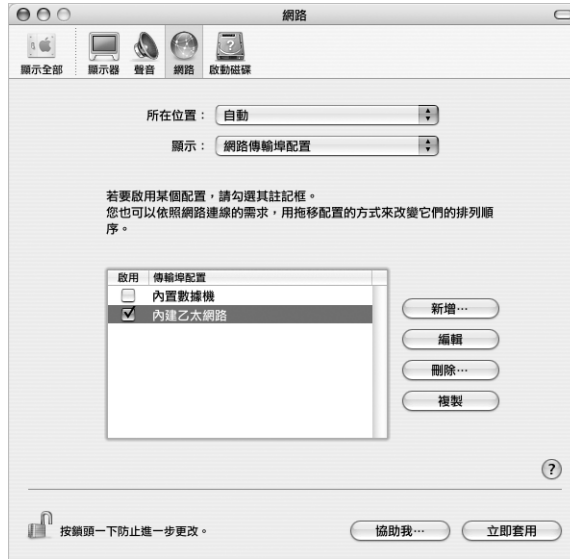 網路
顯示全部 顯示器 聲音 網路 啟動磁碟
所在位置： 自動
顯示： 網路傳輸埠配置
若要啟用某個配置，請勾選其註記框。
您也可以依照網路連線的需求，用拖移配置的方式來改變它們的排列順
序。
啟用 傳輸埠配置
內置數據機
內建乙太網路
新增…
編輯
刪除…
複製
?
按鎖頭一下防止進一步更改。
協助我… 立即套用